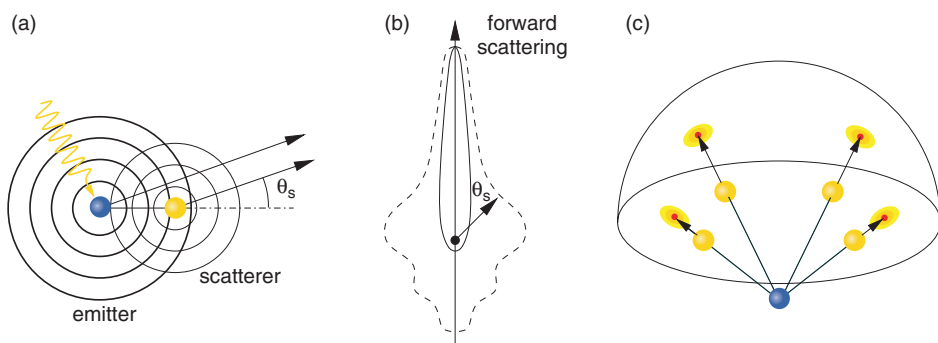 (a)
θs
scatterer
emitter
(b)
forward
scattering
θs
(c)